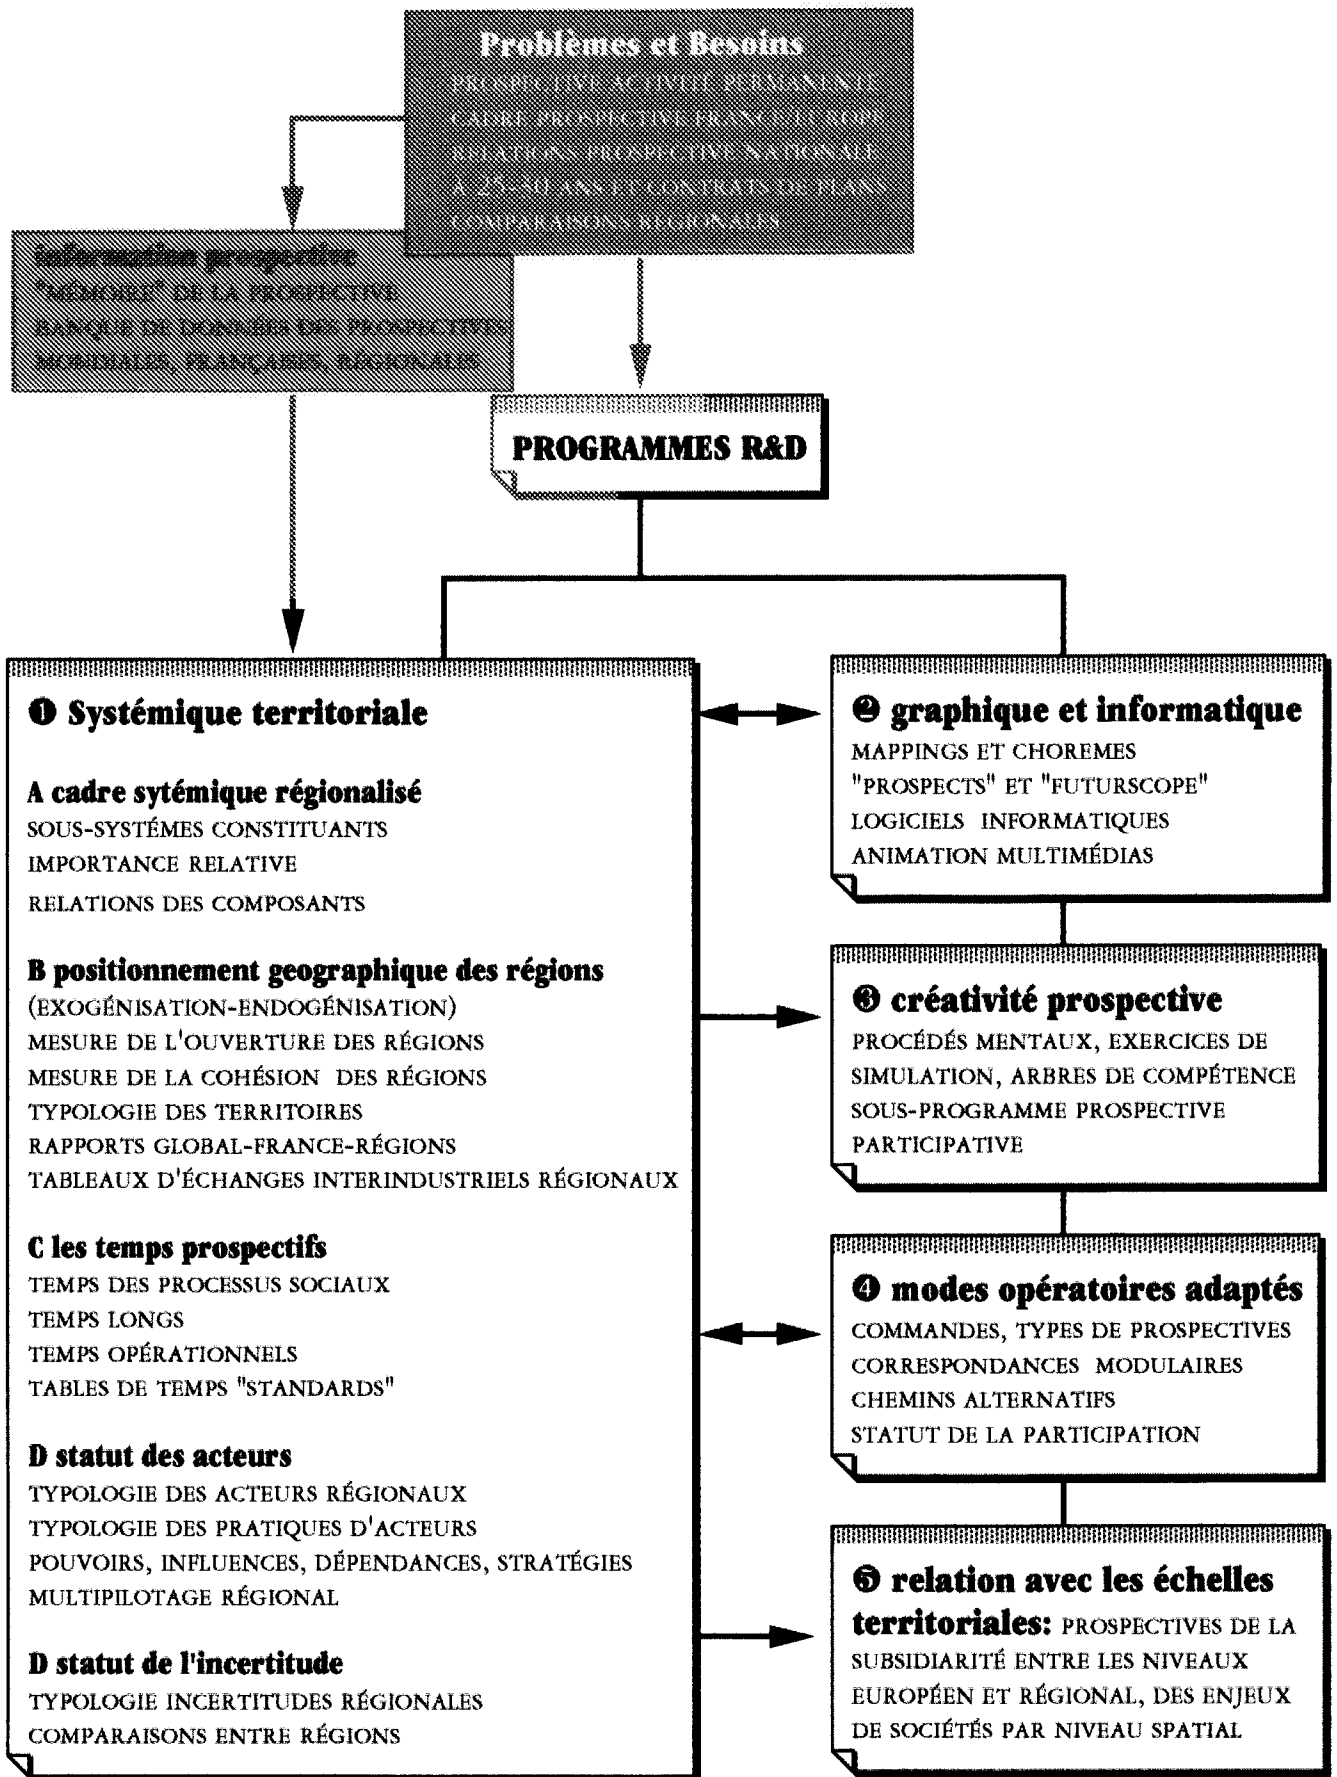 Problèmes et Besoins
PROSPECTIVE ACTIVITE PERMANENTE
CADRE PROSPECTIVE FRANCE-EUROPE
RELATIONS PROSPECTIVE NATIONALE
À 25-30 ANS ET CONTRATS DE PLANS
COMPARAISONS RÉGIONALES
information prospective
"MÉMOIRE" DE LA PROSPECTIVE
BANQUE DE DONNÉES DES PROSPECTIVES
MONDIALES, FRANÇAISES, RÉGIONALES
PROGRAMMES R&D
❶ Systémique territoriale
A cadre sytémique régionalisé
SOUS-SYSTÉMES CONSTITUANTS
IMPORTANCE RELATIVE
RELATIONS DES COMPOSANTS
B positionnement geographique des régions
(EXOGÉNISATION-ENDOGÉNISATION)
MESURE DE L'OUVERTURE DES RÉGIONS
MESURE DE LA COHÉSION DES RÉGIONS
TYPOLOGIE DES TERRITOIRES
RAPPORTS GLOBAL-FRANCE-RÉGIONS
TABLEAUX D'ÉCHANGES INTERINDUSTRIELS RÉGIONAUX
C les temps prospectifs
TEMPS DES PROCESSUS SOCIAUX
TEMPS LONGS
TEMPS OPÉRATIONNELS
TABLES DE TEMPS "STANDARDS"
D statut des acteurs
TYPOLOGIE DES ACTEURS RÉGIONAUX
TYPOLOGIE DES PRATIQUES D'ACTEURS
POUVOIRS, INFLUENCES, DÉPENDANCES, STRATÉGIES
MULTIPILOTAGE RÉGIONAL
D statut de l'incertitude
TYPOLOGIE INCERTITUDES RÉGIONALES
COMPARAISONS ENTRE RÉGIONS
❷ graphique et informatique
MAPPINGS ET CHOREMES
"PROSPECTS" ET "FUTURSCOPE"
LOGICIELS INFORMATIQUES
ANIMATION MULTIMÉDIAS
❸ créativité prospective
PROCÉDÉS MENTAUX, EXERCICES DE
SIMULATION, ARBRES DE COMPÉTENCE
SOUS-PROGRAMME PROSPECTIVE
PARTICIPATIVE
❹ modes opératoires adaptés
COMMANDES, TYPES DE PROSPECTIVES
CORRESPONDANCES MODULAIRES
CHEMINS ALTERNATIFS
STATUT DE LA PARTICIPATION
❺ relation avec les échelles
territoriales: PROSPECTIVES DE LA
SUBSIDIARITÉ ENTRE LES NIVEAUX
EUROPÉEN ET RÉGIONAL, DES ENJEUX
DE SOCIÉTÉS PAR NIVEAU SPATIAL